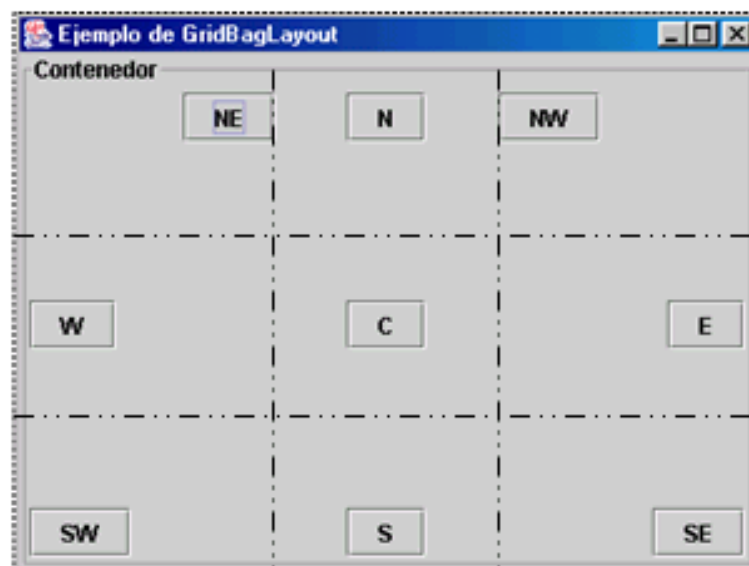 Ejemplo de GridBagLayout
Contenedor
NE N NW
W C E
SW S SE